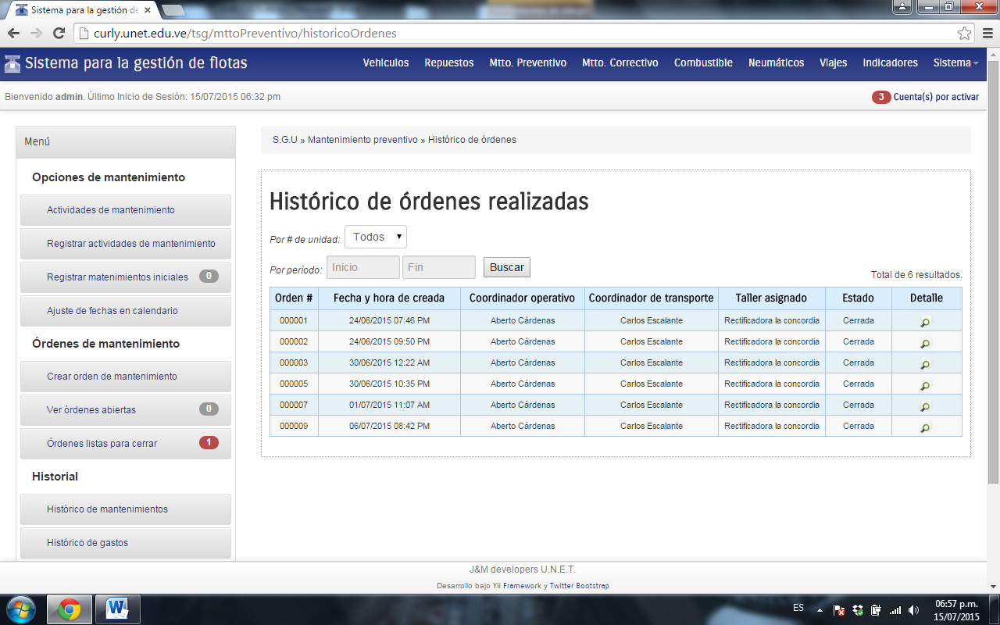 Sistema para la gestión de
curly.unet.edu.ve/tsg/mttoPreventivo/historicoOrdenes
Sistema para la gestión de flotas Vehiculos Repuestos Mtto. Preventivo Mtto. Correctivo Combustible Neumáticos Viajes Indicadores Sistema
Bienvenido admin. Último Inicio de Sesión: 15/07/2015 06:32 pm 3 Cuenta(s) por activar
Menú
Opciones de mantenimiento
Actividades de mantenimiento
Registrar actividades de mantenimiento
Registrar matenimientos iniciales 0
Ajuste de fechas en calendario
Órdenes de mantenimiento
Crear orden de mantenimiento
Ver órdenes abiertas 0
Órdenes listas para cerrar 1
Historial
Histórico de mantenimientos
Histórico de gastos
S.G.U » Mantenimiento preventivo » Histórico de órdenes
Histórico de órdenes realizadas
Por # de unidad: Todos
Por período: Inicio Fin Buscar
Total de 6 resultados.
Orden # Fecha y hora de creada Coordinador operativo Coordinador de transporte Taller asignado Estado Detalle
000001 24/06/2015 07:46 PM Aberto Cárdenas Carlos Escalante Rectificadora la concordia Cerrada
000002 24/06/2015 09:50 PM Aberto Cárdenas Carlos Escalante Rectificadora la concordia Cerrada
000003 30/06/2015 12:22 AM Aberto Cárdenas Carlos Escalante Rectificadora la concordia Cerrada
000005 30/06/2015 10:35 PM Aberto Cárdenas Carlos Escalante Rectificadora la concordia Cerrada
000007 01/07/2015 11:07 AM Aberto Cárdenas Carlos Escalante Rectificadora la concordia Cerrada
000009 06/07/2015 08:42 PM Aberto Cárdenas Carlos Escalante Rectificadora la concordia Cerrada
J&M developers U.N.E.T.
Desarrollo bajo Yii Framework y Twitter Bootstrap
ES 06:57 p.m.
15/07/2015